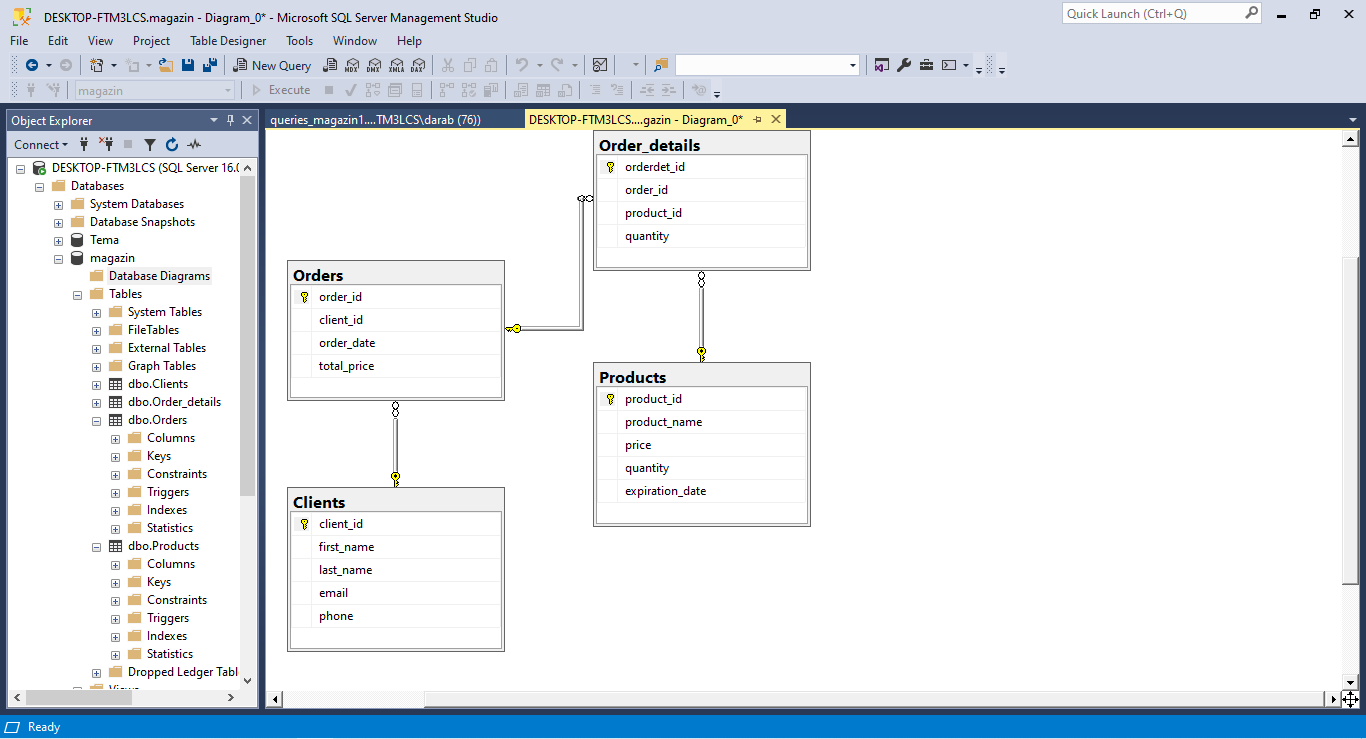 DESKTOP-FTM3LCS.magazin - Diagram_0* - Microsoft SQL Server Management Studio
Quick Launch (Ctrl+Q)
File Edit View Project Table Designer Tools Window Help
New Query MDX DMX XMLA DAX
magazin Execute
Object Explorer
queries_magazin1....TM3LCS\darab (76))
DESKTOP-FTM3LCS....gazin - Diagram_0*
Connect
DESKTOP-FTM3LCS (SQL Server 16.0
Databases
System Databases
Database Snapshots
Tema
magazin
Database Diagrams
Tables
System Tables
FileTables
External Tables
Graph Tables
dbo.Clients
dbo.Order_details
dbo.Orders
Columns
Keys
Constraints
Triggers
Indexes
Statistics
dbo.Products
Columns
Keys
Constraints
Triggers
Indexes
Statistics
Dropped Ledger Tabl
Views
Order_details
orderdet_id
order_id
product_id
quantity
Orders
order_id
client_id
order_date
total_price
Products
product_id
product_name
price
quantity
expiration_date
Clients
client_id
first_name
last_name
email
phone
Ready